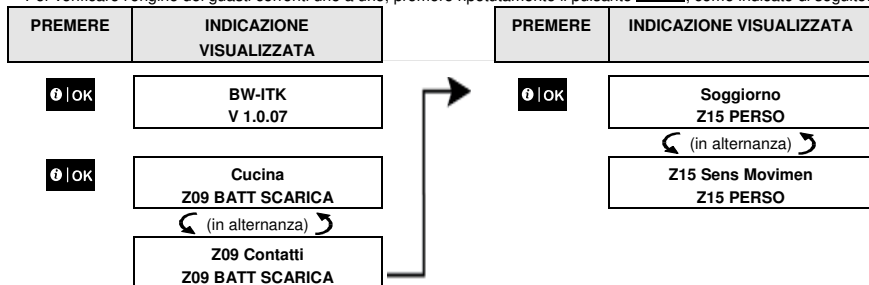 PREMERE
INDICAZIONE
VISUALIZZATA
i|OK
BW-ITK
V 1.0.07
i|OK
Cucina
Z09 BATT SCARICA
(in alternanza)
Z09 Contatti
Z09 BATT SCARICA
PREMERE
INDICAZIONE VISUALIZZATA
i|OK
Soggiorno
Z15 PERSO
(in alternanza)
Z15 Sens Movimen
Z15 PERSO